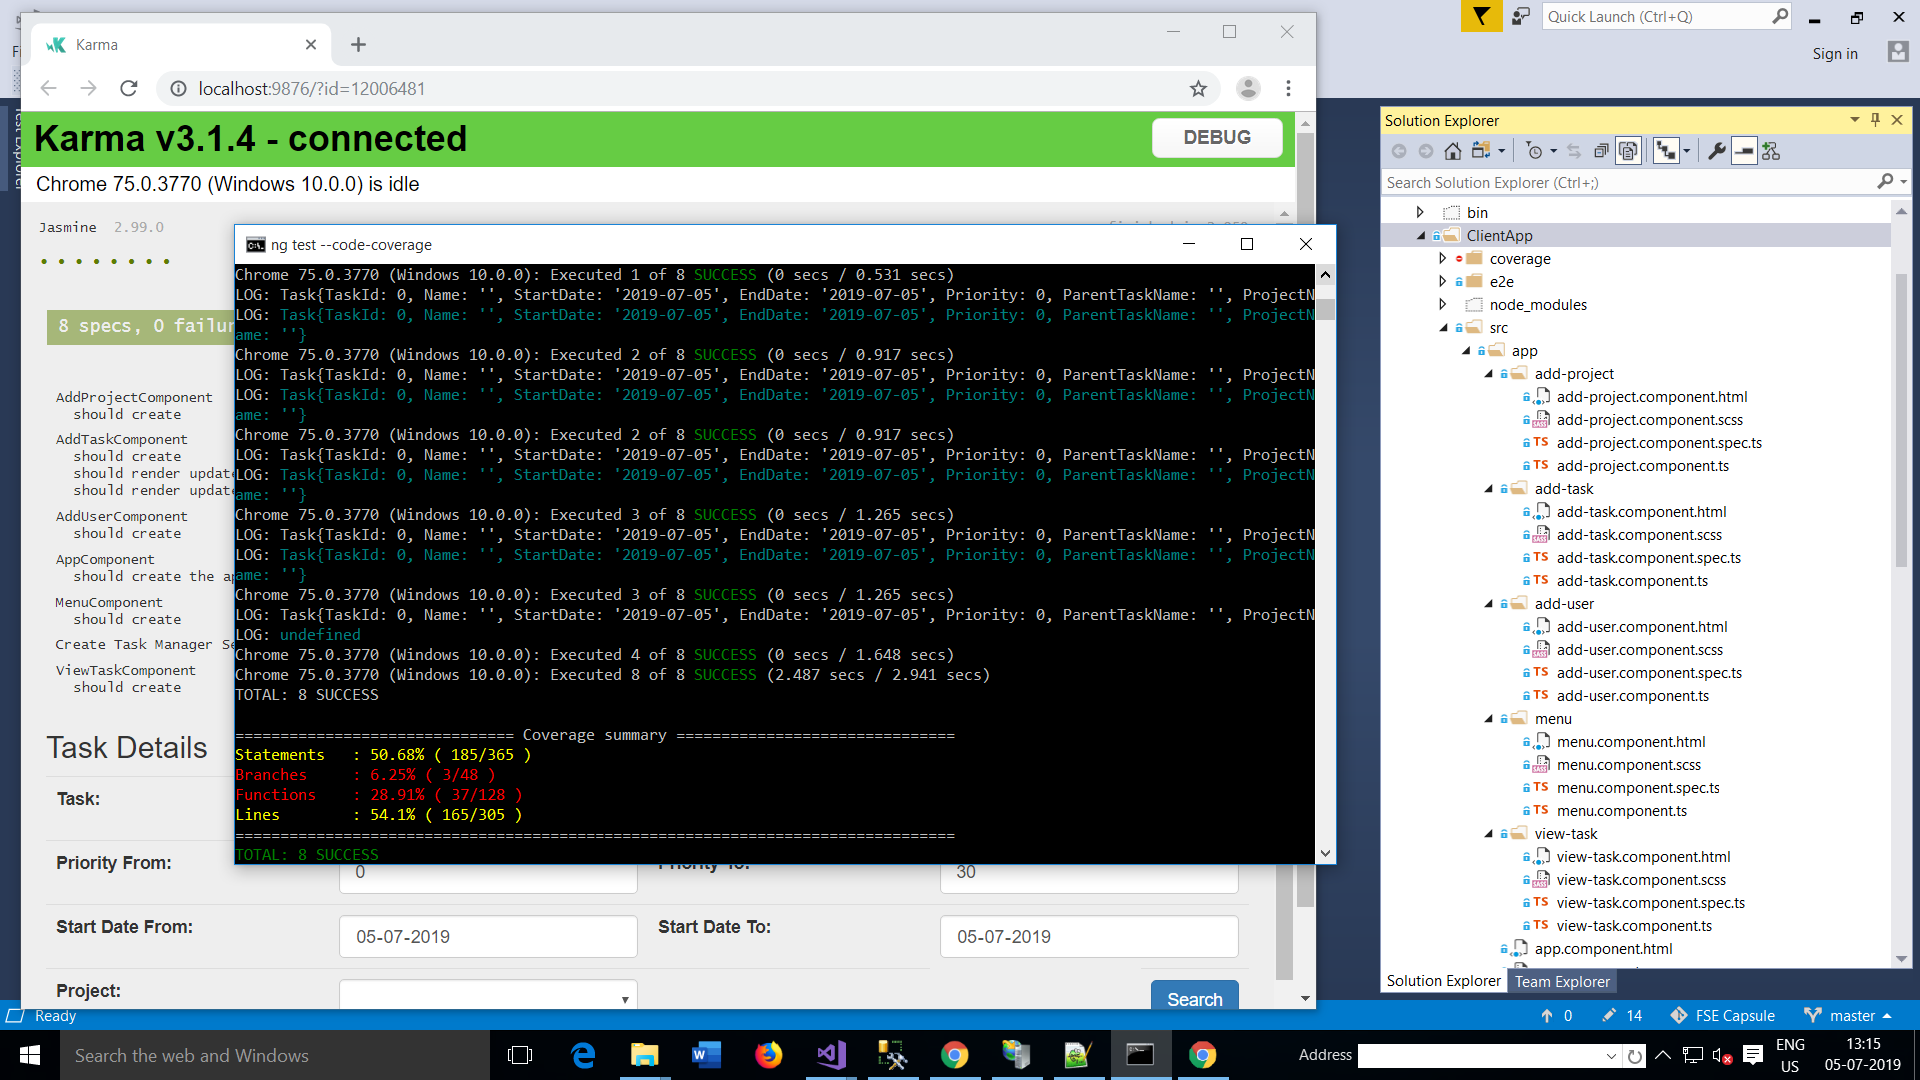 Karma
localhost:9876/?id=12006481
Karma v3.1.4 - connected
DEBUG
Chrome 75.0.3770 (Windows 10.0.0) is idle
Jasmine 2.99.0
8 specs, 0 failur
AddProjectComponent
should create
AddTaskComponent
should create
should render update
should render update
AddUserComponent
should create
AppComponent
should create the ap
MenuComponent
should create
Create Task Manager Se
ViewTaskComponent
should create
Task Details
Task:
Priority From:
0
Priority To:
30
Start Date From:
05-07-2019
Start Date To:
05-07-2019
Project:
Search
ng test --code-coverage
Chrome 75.0.3770 (Windows 10.0.0): Executed 1 of 8 SUCCESS (0 secs / 0.531 secs)
LOG: Task{TaskId: 0, Name: '', StartDate: '2019-07-05', EndDate: '2019-07-05', Priority: 0, ParentTaskName: '', ProjectN
LOG: Task{TaskId: 0, Name: '', StartDate: '2019-07-05', EndDate: '2019-07-05', Priority: 0, ParentTaskName: '', ProjectN
ame: ''}
Chrome 75.0.3770 (Windows 10.0.0): Executed 2 of 8 SUCCESS (0 secs / 0.917 secs)
LOG: Task{TaskId: 0, Name: '', StartDate: '2019-07-05', EndDate: '2019-07-05', Priority: 0, ParentTaskName: '', ProjectN
LOG: Task{TaskId: 0, Name: '', StartDate: '2019-07-05', EndDate: '2019-07-05', Priority: 0, ParentTaskName: '', ProjectN
ame: ''}
Chrome 75.0.3770 (Windows 10.0.0): Executed 2 of 8 SUCCESS (0 secs / 0.917 secs)
LOG: Task{TaskId: 0, Name: '', StartDate: '2019-07-05', EndDate: '2019-07-05', Priority: 0, ParentTaskName: '', ProjectN
LOG: Task{TaskId: 0, Name: '', StartDate: '2019-07-05', EndDate: '2019-07-05', Priority: 0, ParentTaskName: '', ProjectN
ame: ''}
Chrome 75.0.3770 (Windows 10.0.0): Executed 3 of 8 SUCCESS (0 secs / 1.265 secs)
LOG: Task{TaskId: 0, Name: '', StartDate: '2019-07-05', EndDate: '2019-07-05', Priority: 0, ParentTaskName: '', ProjectN
LOG: Task{TaskId: 0, Name: '', StartDate: '2019-07-05', EndDate: '2019-07-05', Priority: 0, ParentTaskName: '', ProjectN
ame: ''}
Chrome 75.0.3770 (Windows 10.0.0): Executed 3 of 8 SUCCESS (0 secs / 1.265 secs)
LOG: Task{TaskId: 0, Name: '', StartDate: '2019-07-05', EndDate: '2019-07-05', Priority: 0, ParentTaskName: '', ProjectN
LOG: undefined
Chrome 75.0.3770 (Windows 10.0.0): Executed 4 of 8 SUCCESS (0 secs / 1.648 secs)
Chrome 75.0.3770 (Windows 10.0.0): Executed 8 of 8 SUCCESS (2.487 secs / 2.941 secs)
TOTAL: 8 SUCCESS
=============================== Coverage summary ===============================
Statements : 50.68% ( 185/365 )
Branches : 6.25% ( 3/48 )
Functions : 28.91% ( 37/128 )
Lines : 54.1% ( 165/305 )
================================================================================
TOTAL: 8 SUCCESS
Quick Launch (Ctrl+Q)
Sign in
Solution Explorer
Search Solution Explorer (Ctrl+;)
bin
ClientApp
coverage
e2e
node_modules
src
app
add-project
add-project.component.html
add-project.component.scss
TS add-project.component.spec.ts
TS add-project.component.ts
add-task
add-task.component.html
add-task.component.scss
TS add-task.component.spec.ts
TS add-task.component.ts
add-user
add-user.component.html
add-user.component.scss
TS add-user.component.spec.ts
TS add-user.component.ts
menu
menu.component.html
menu.component.scss
TS menu.component.spec.ts
TS menu.component.ts
view-task
view-task.component.html
view-task.component.scss
TS view-task.component.spec.ts
TS view-task.component.ts
app.component.html
Solution Explorer
Team Explorer
Ready
0
14
FSE Capsule
master
Search the web and Windows
Address
ENG
US
13:15
05-07-2019